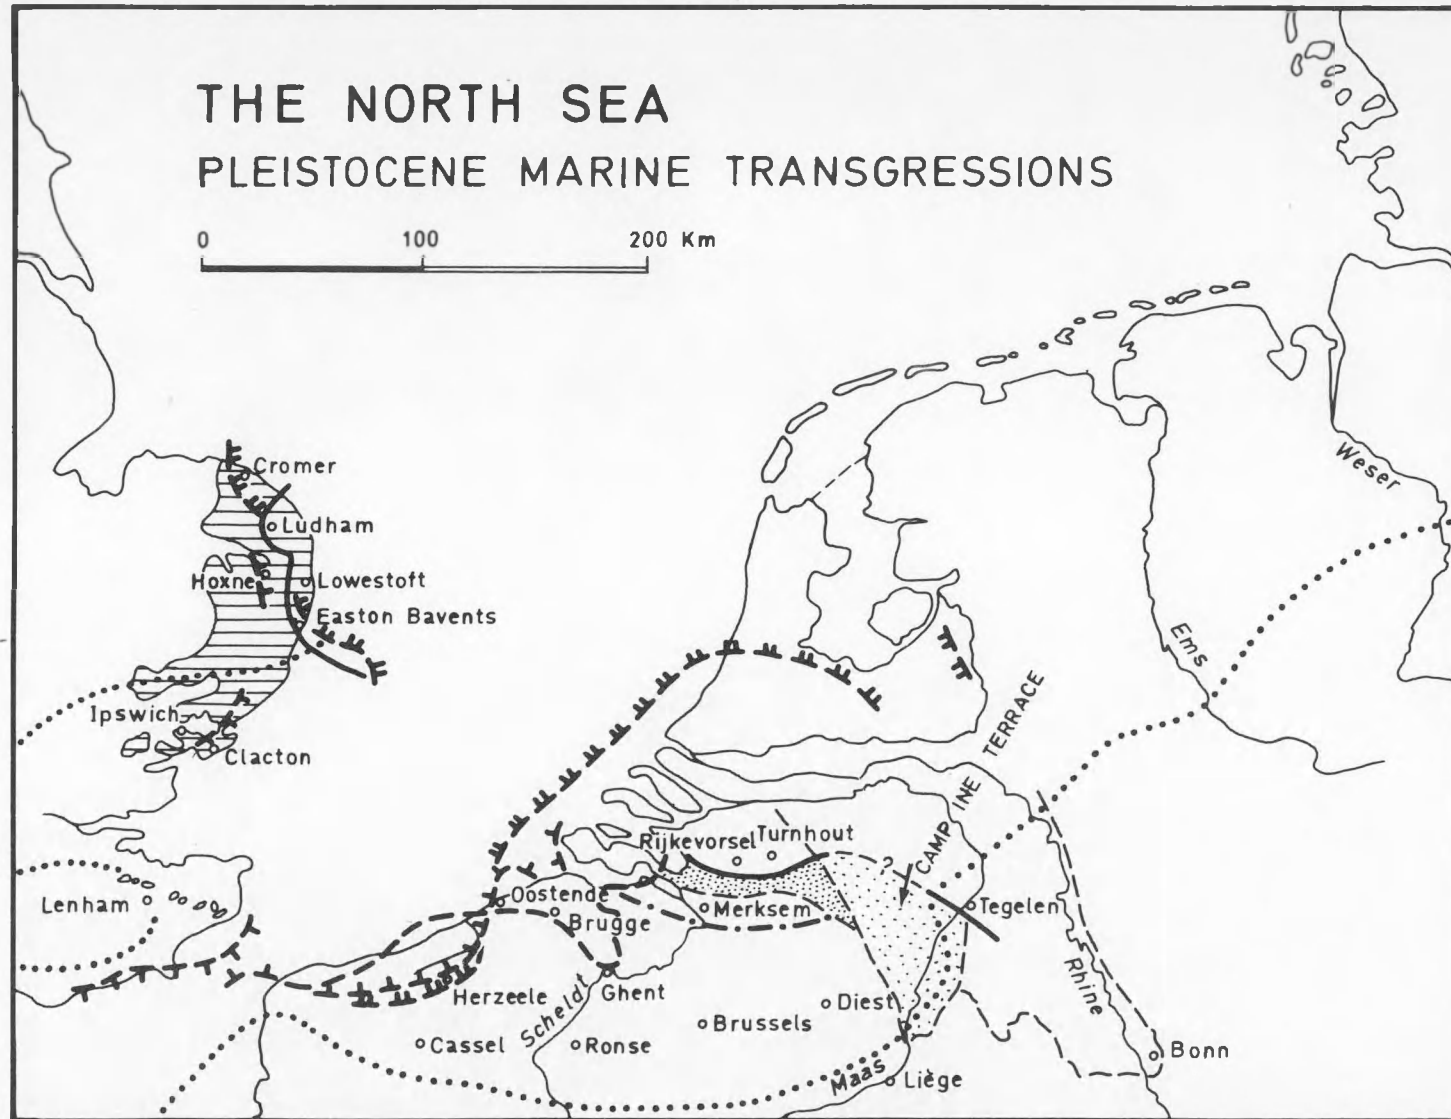 THE NORTH SEA
PLEISTOCENE MARINE TRANSGRESSIONS
0 100 200 Km
Cromer
Ludham
Hoxne
Lowestoft
Easton Bavents
Ipswich
Clacton
Lenham
Weser
Ems
CAMPINE TERRACE
Rijkevorsel
Turnhout
?
Oostende
Brugge
Merksem
Tegelen
Herzeele
Scheldt
Ghent
Diest
Rhine
Cassel
Ronse
Brussels
Maas
Liège
Bonn